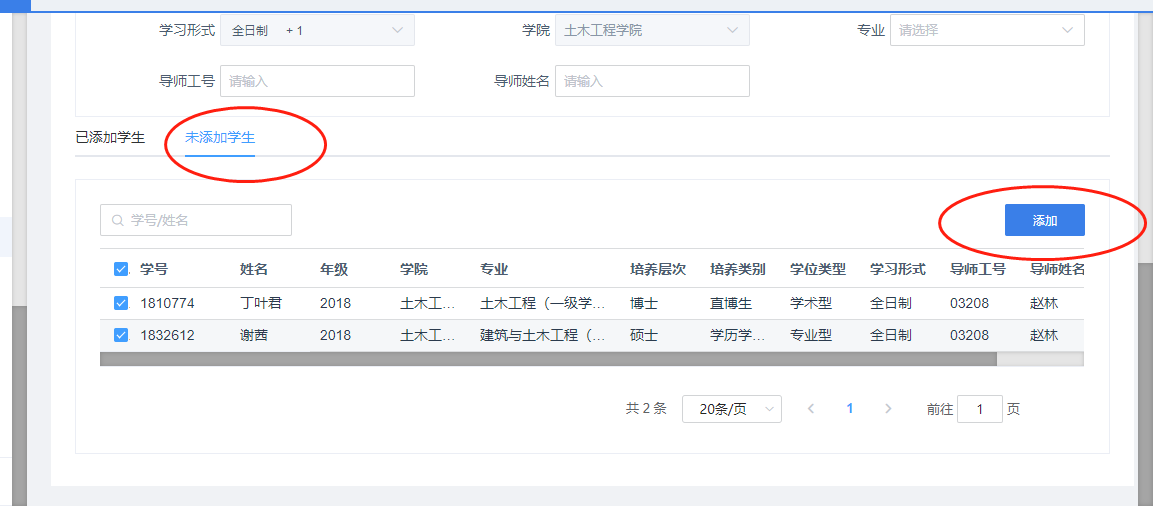 学习形式 全日制 + 1 学院 土木工程学院 专业 请选择
导师工号 请输入 导师姓名 请输入
已添加学生 未添加学生
学号/姓名 添加
学号 姓名 年级 学院 专业 培养层次 培养类别 学位类型 学习形式 导师工号 导师姓名
1810774 丁叶君 2018 土木工... 土木工程（一级学... 博士 直博生 学术型 全日制 03208 赵林
1832612 谢茜 2018 土木工... 建筑与土木工程（... 硕士 学历学... 专业型 全日制 03208 赵林
共 2 条 20条/页 1 前往 1 页